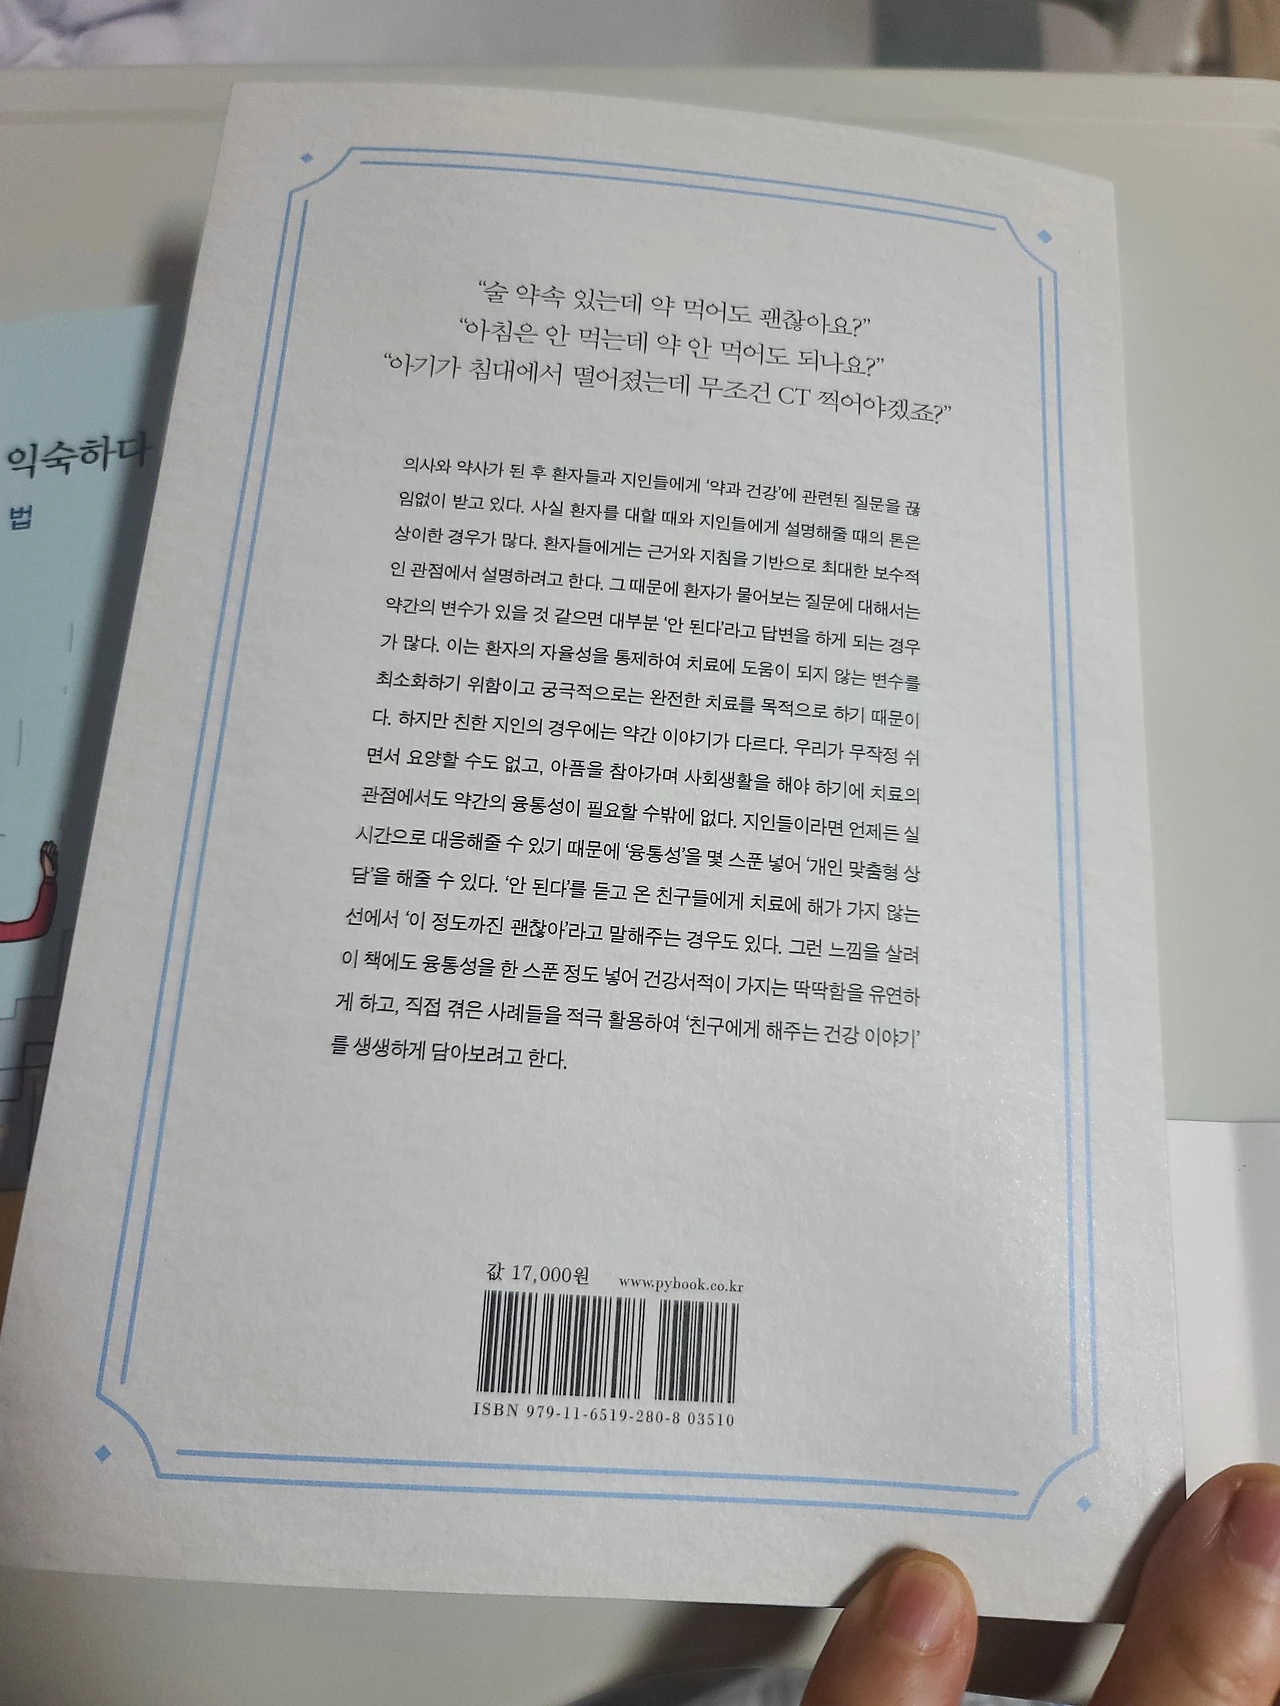 “술 약속 있는데 약 먹어도 괜찮아요?”
“아침은 안 먹는데 약 안 먹어도 되나요?”
“아기가 침대에서 떨어졌는데 무조건 CT 찍어야겠죠?”
의사와 약사가 된 후 환자들과 지인들에게 ‘약과 건강’에 관련된 질문을 끊
임없이 받고 있다. 사실 환자를 대할 때와 지인들에게 설명해줄 때의 톤은
상이한 경우가 많다. 환자들에게는 근거와 지침을 기반으로 최대한 보수적
인 관점에서 설명하려고 한다. 그 때문에 환자가 물어보는 질문에 대해서는
약간의 변수가 있을 것 같으면 대부분 ‘안 된다’라고 답변을 하게 되는 경우
가 많다. 이는 환자의 자율성을 통제하여 치료에 도움이 되지 않는 변수를
최소화하기 위함이고 궁극적으로는 완전한 치료를 목적으로 하기 때문이
다. 하지만 친한 지인의 경우에는 약간 이야기가 다르다. 우리가 무작정 쉬
면서 요양할 수도 없고, 아픔을 참아가며 사회생활을 해야 하기에 치료의
관점에서도 약간의 융통성이 필요할 수밖에 없다. 지인들이라면 언제든 실
시간으로 대응해줄 수 있기 때문에 ‘융통성’을 몇 스푼 넣어 ‘개인 맞춤형 상
담’을 해줄 수 있다. ‘안 된다’를 듣고 온 친구들에게 치료에 해가 가지 않는
선에서 ‘이 정도까진 괜찮아’라고 말해주는 경우도 있다. 그런 느낌을 살려
이 책에도 융통성을 한 스푼 정도 넣어 건강서적이 가지는 딱딱함을 유연하
게 하고, 직접 겪은 사례들을 적극 활용하여 ‘친구에게 해주는 건강 이야기’
를 생생하게 담아보려고 한다.
값 17,000원 www.pybook.co.kr
ISBN 979-11-6519-280-8 03510
익숙하다
법